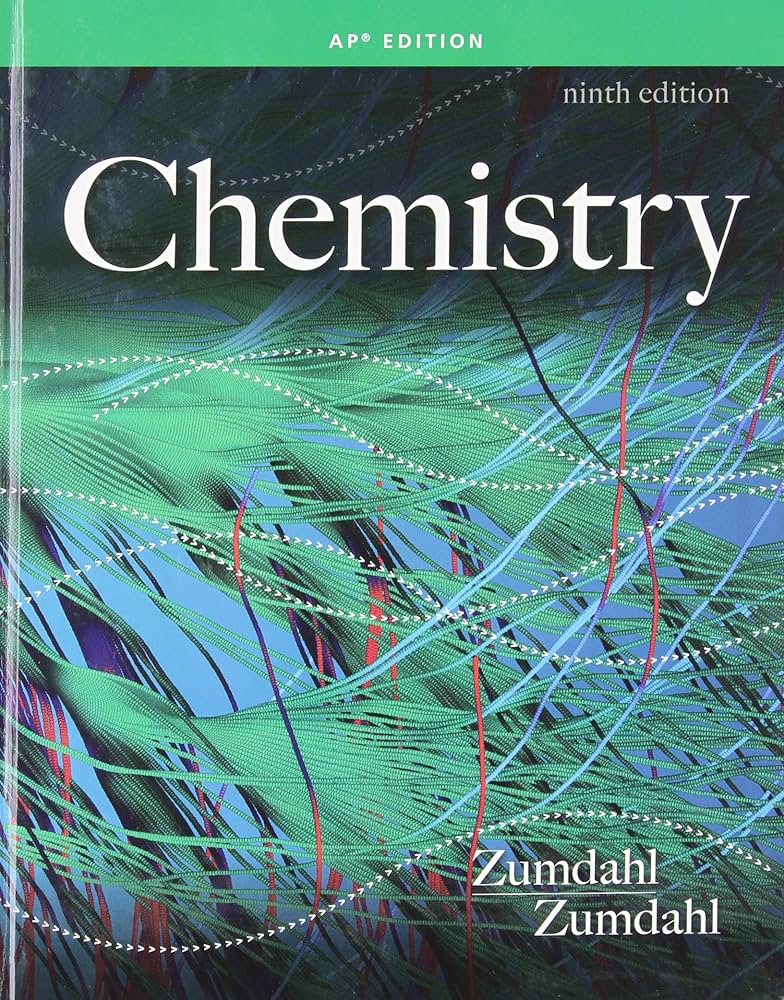 AP® EDITION
ninth edition
Chemistry
Zumdahl
Zumdahl